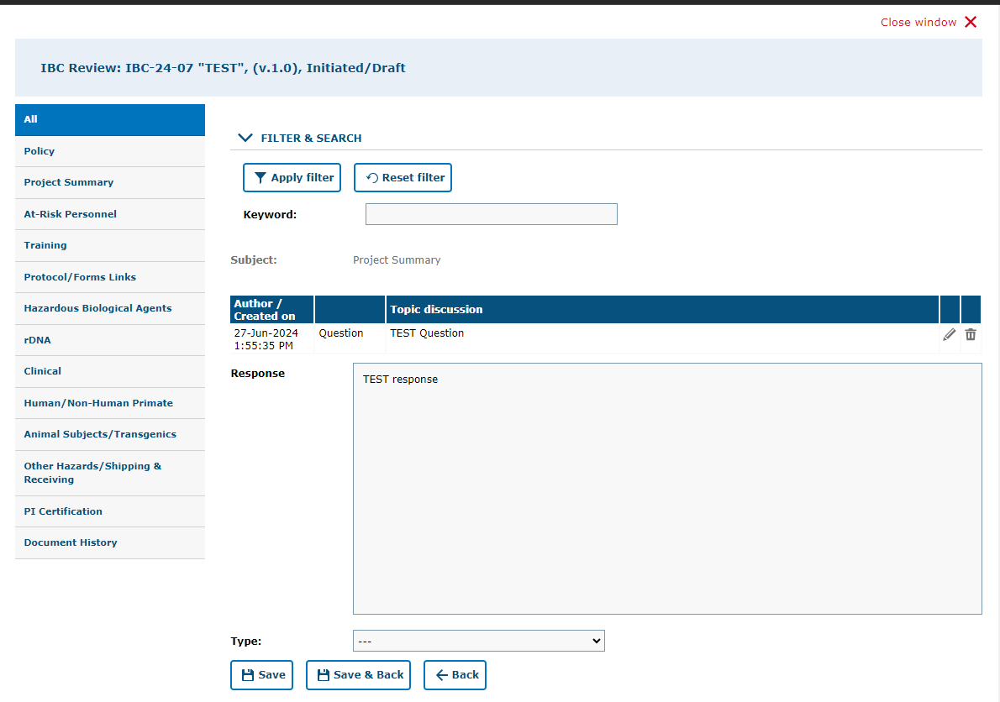 Close window
IBC Review: IBC-24-07 "TEST", (v.1.0), Initiated/Draft
All
Policy
Project Summary
At-Risk Personnel
Training
Protocol/Forms Links
Hazardous Biological Agents
rDNA
Clinical
Human/Non-Human Primate
Animal Subjects/Transgenics
Other Hazards/Shipping &
Receiving
PI Certification
Document History
FILTER & SEARCH
Apply filter Reset filter
Keyword:
Subject: Project Summary
Author /
Created on
Topic discussion
27-Jun-2024
1:55:35 PM
Question
TEST Question
Response
TEST response
Type: ---
Save Save & Back Back